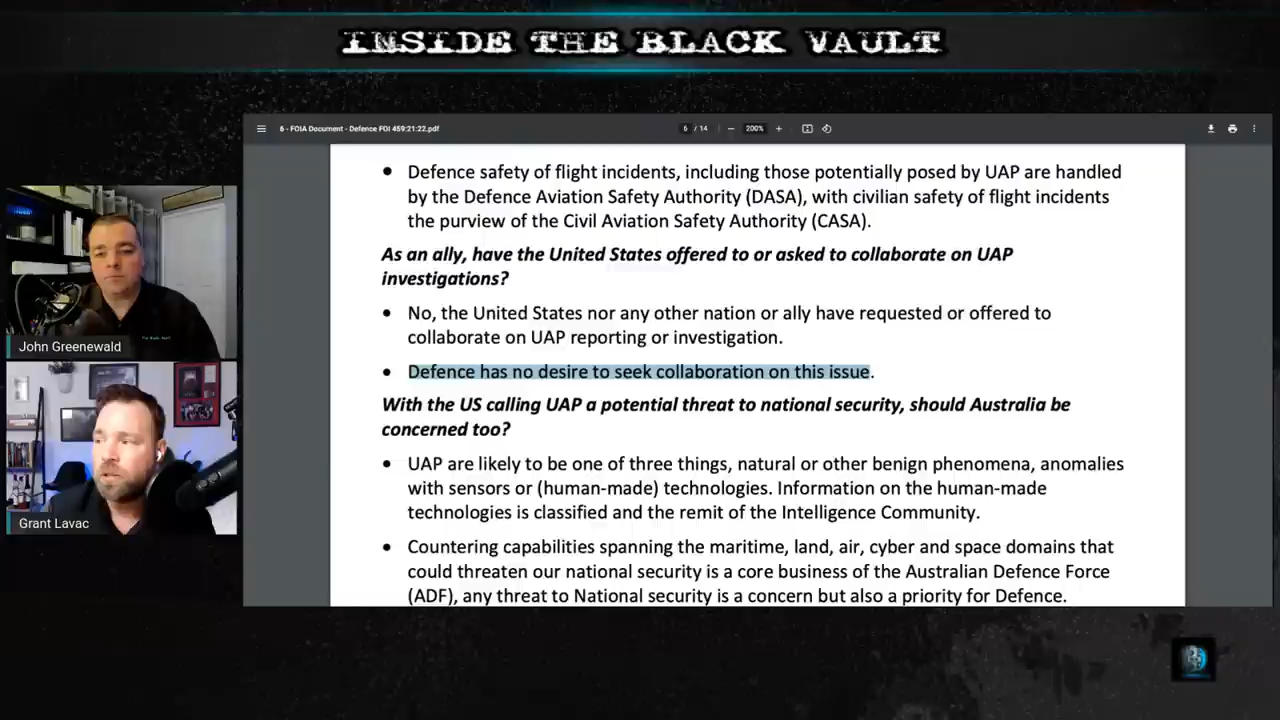 INSIDE THE BLACK VAULT
6 - FOIA Document - Defence FOI 459:21:22.pdf
6 / 14
200%
• Defence safety of flight incidents, including those potentially posed by UAP are handled
by the Defence Aviation Safety Authority (DASA), with civilian safety of flight incidents
the purview of the Civil Aviation Safety Authority (CASA).
As an ally, have the United States offered to or asked to collaborate on UAP
investigations?
• No, the United States nor any other nation or ally have requested or offered to
collaborate on UAP reporting or investigation.
• Defence has no desire to seek collaboration on this issue.
With the US calling UAP a potential threat to national security, should Australia be
concerned too?
• UAP are likely to be one of three things, natural or other benign phenomena, anomalies
with sensors or (human-made) technologies. Information on the human-made
technologies is classified and the remit of the Intelligence Community.
• Countering capabilities spanning the maritime, land, air, cyber and space domains that
could threaten our national security is a core business of the Australian Defence Force
(ADF), any threat to National security is a concern but also a priority for Defence.
John Greenewald
Grant Lavac